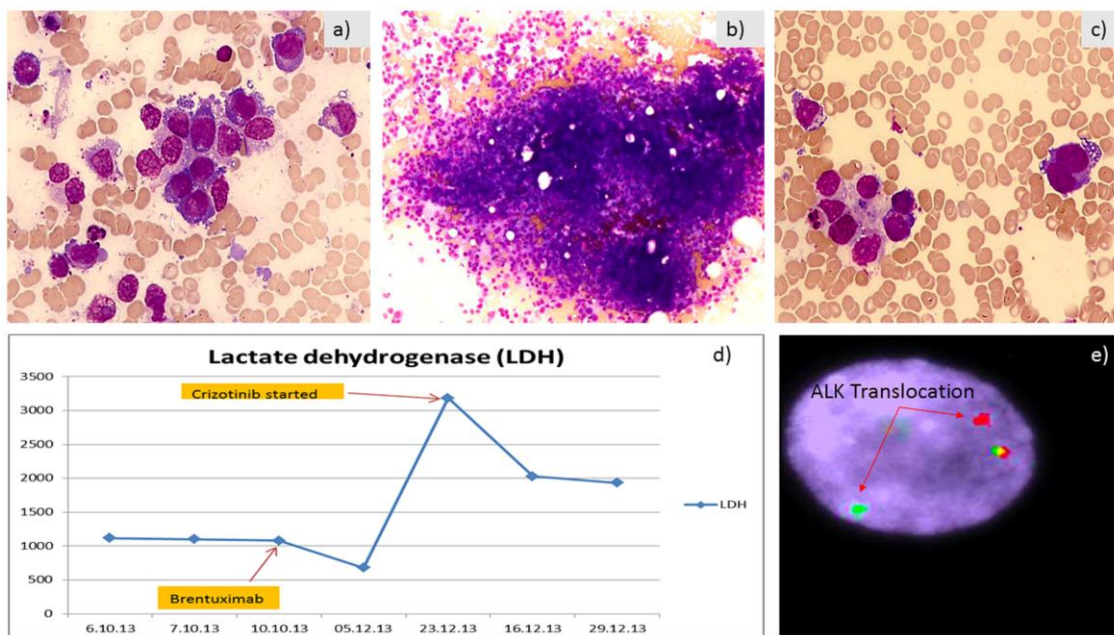 a)
b)
c)
Lactate dehydrogenase (LDH)
d)
3500
3000
2500
2000
1500
1000
500
0
Crizotinib started
Brentuximab
LDH
6.10.13
7.10.13
10.10.13
05.12.13
23.12.13
16.12.13
29.12.13
e)
ALK Translocation